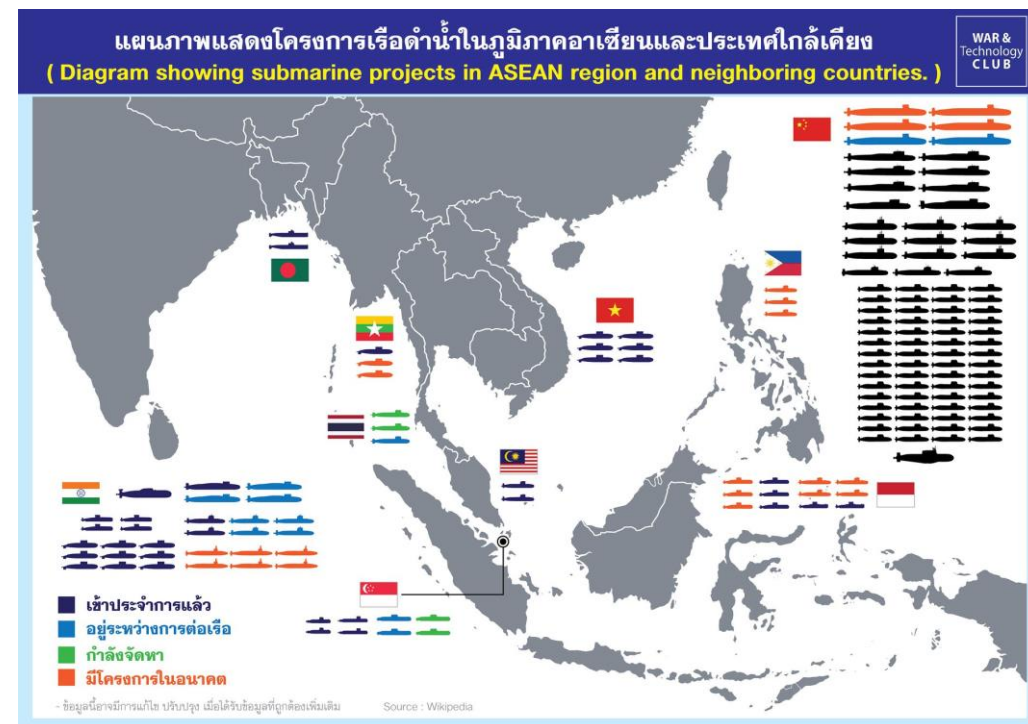 แผนภาพแสดงโครงการเรือดำน้ำในภูมิภาคอาเซียนและประเทศใกล้เคียง
( Diagram showing submarine projects in ASEAN region and neighboring countries. )
WAR &
Technology
CLUB
เข้าประจำการแล้ว
อยู่ระหว่างการต่อเรือ
กำลังจัดหา
มีโครงการในอนาคต
- ข้อมูลนี้อาจมีการแก้ไข ปรับปรุง เมื่อได้รับข้อมูลที่ถูกต้องเพิ่มเติม
Source : Wikipedia